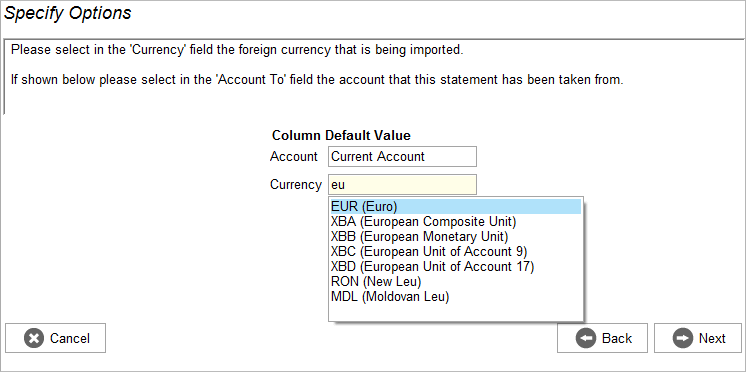 Specify Options
Please select in the 'Currency' field the foreign currency that is being imported.
If shown below please select in the 'Account To' field the account that this statement has been taken from.
Column Default Value
Account Current Account
Currency eu
EUR (Euro)
XBA (European Composite Unit)
XBB (European Monetary Unit)
XBC (European Unit of Account 9)
XBD (European Unit of Account 17)
RON (New Leu)
MDL (Moldovan Leu)
Cancel Back Next